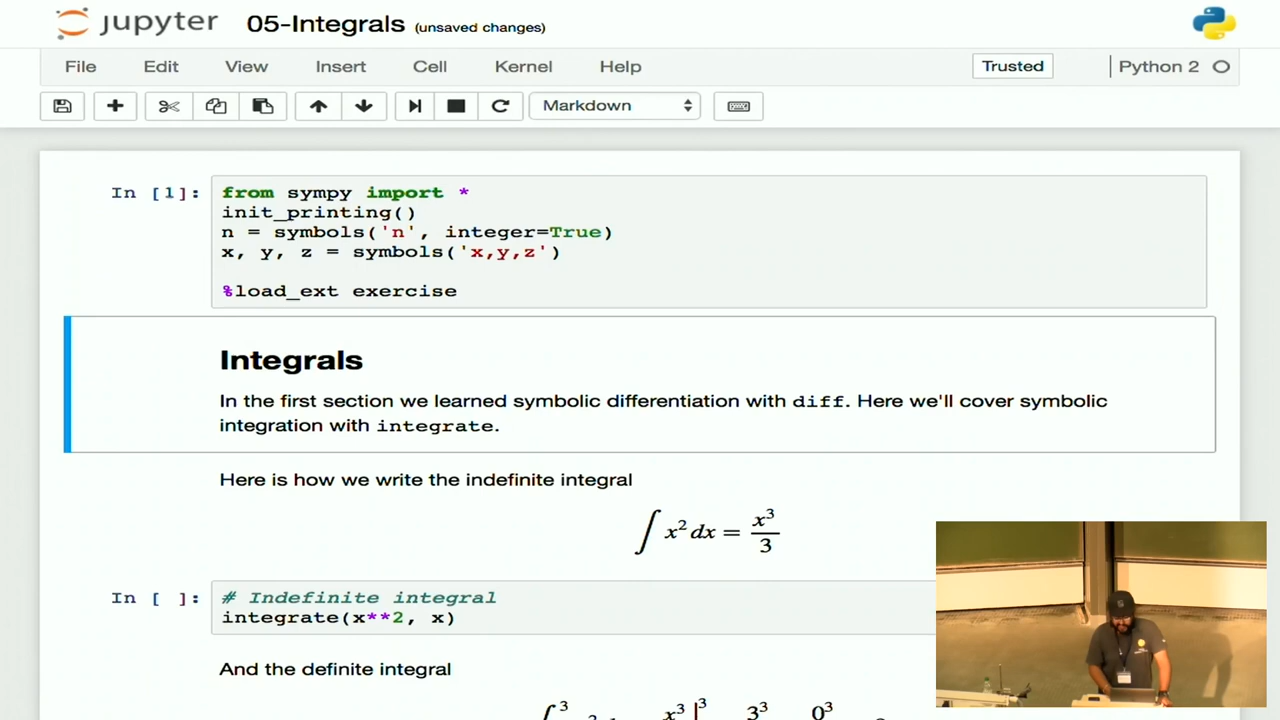 jupyter 05-Integrals (unsaved changes)
File Edit View Insert Cell Kernel Help Trusted Python 2
Markdown
In [1]: from sympy import *
init_printing()
n = symbols('n', integer=True)
x, y, z = symbols('x,y,z')
%load_ext exercise
Integrals
In the first section we learned symbolic differentiation with diff. Here we'll cover symbolic
integration with integrate.
Here is how we write the indefinite integral
∫ x² dx = x³/3
In [ ]: # Indefinite integral
integrate(x**2, x)
And the definite integral